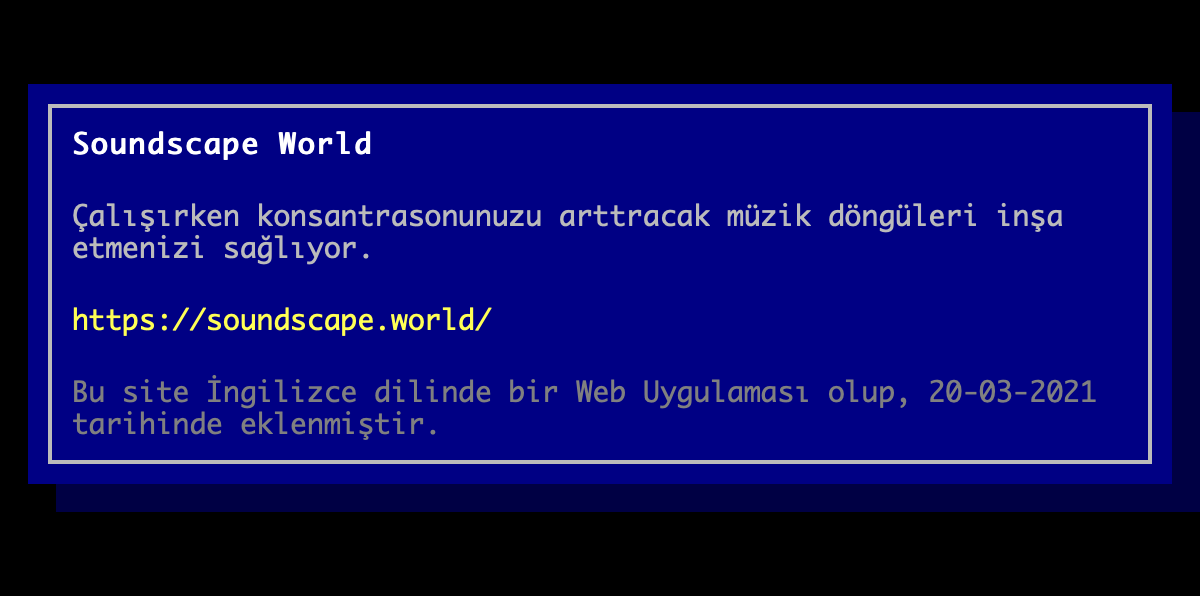 Soundscape World
Çalışırken konsantrasonunuzu arttracak müzik döngüleri inşa
etmenizi sağlıyor.
https://soundscape.world/
Bu site İngilizce dilinde bir Web Uygulaması olup, 20-03-2021
tarihinde eklenmiştir.